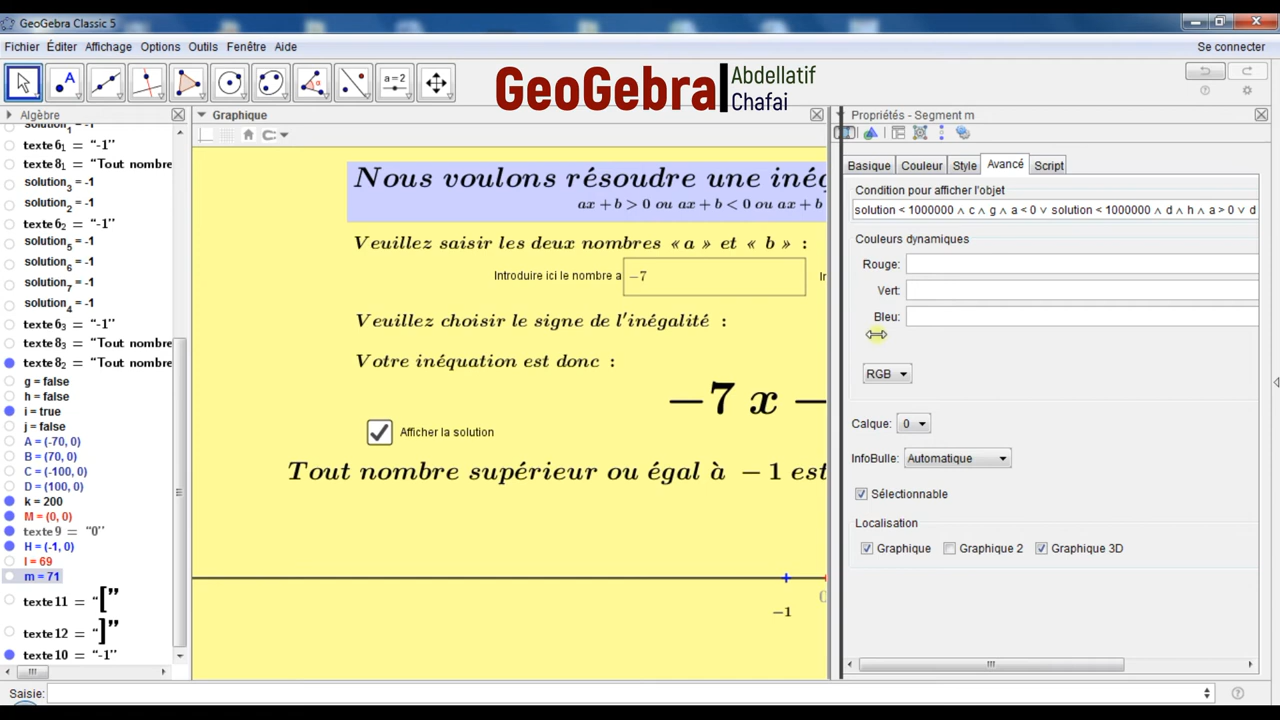 GeoGebra Classic 5
Fichier Éditer Affichage Options Outils Fenêtre Aide
Se connecter
A
a=2
GeoGebra
Abdellatif
Chafai
Algèbre
Graphique
Propriétés - Segment m
solution₁ = -1
texte6₁ = “-1”
texte8₁ = “Tout nombre
solution₃ = -1
solution₂ = -1
texte6₂ = “-1”
solution₅ = -1
solution₆ = -1
solution₇ = -1
solution₄ = -1
texte6₃ = “-1”
texte8₃ = “Tout nombre
texte8₂ = “Tout nombre
g = false
h = false
i = true
j = false
A = (-70, 0)
B = (70, 0)
C = (-100, 0)
D = (100, 0)
k = 200
M = (0, 0)
texte9 = “0”
H = (-1, 0)
l = 69
m = 71
texte11 = “[”
texte12 = “]”
texte10 = “-1”
Nous voulons résoudre une inéq
ax + b > 0 ou ax + b < 0 ou ax + b
Veuillez saisir les deux nombres « a » et « b » :
Introduire ici le nombre a
−7
Veuillez choisir le signe de l'inégalité :
Votre inéquation est donc :
−7 x −
Afficher la solution
Tout nombre supérieur ou égal à − 1 est
−1
Basique Couleur Style Avancé Script
Condition pour afficher l'objet
solution < 1000000 ∧ c ∧ g ∧ a < 0 ∨ solution < 1000000 ∧ d ∧ h ∧ a > 0 ∨ d
Couleurs dynamiques
Rouge:
Vert:
Bleu:
RGB
Calque: 0
InfoBulle: Automatique
Sélectionnable
Localisation
Graphique Graphique 2 Graphique 3D
Saisie: